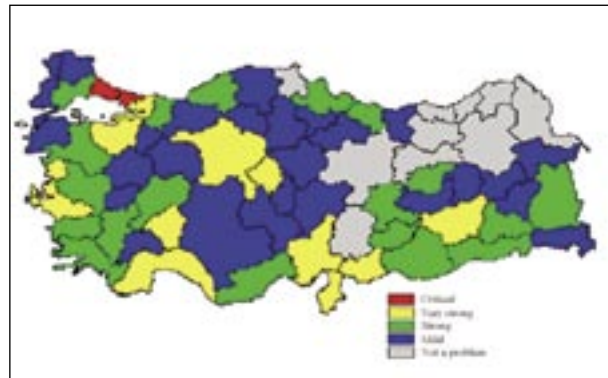 Critical
Very strong
Strong
Mild
Not a problem